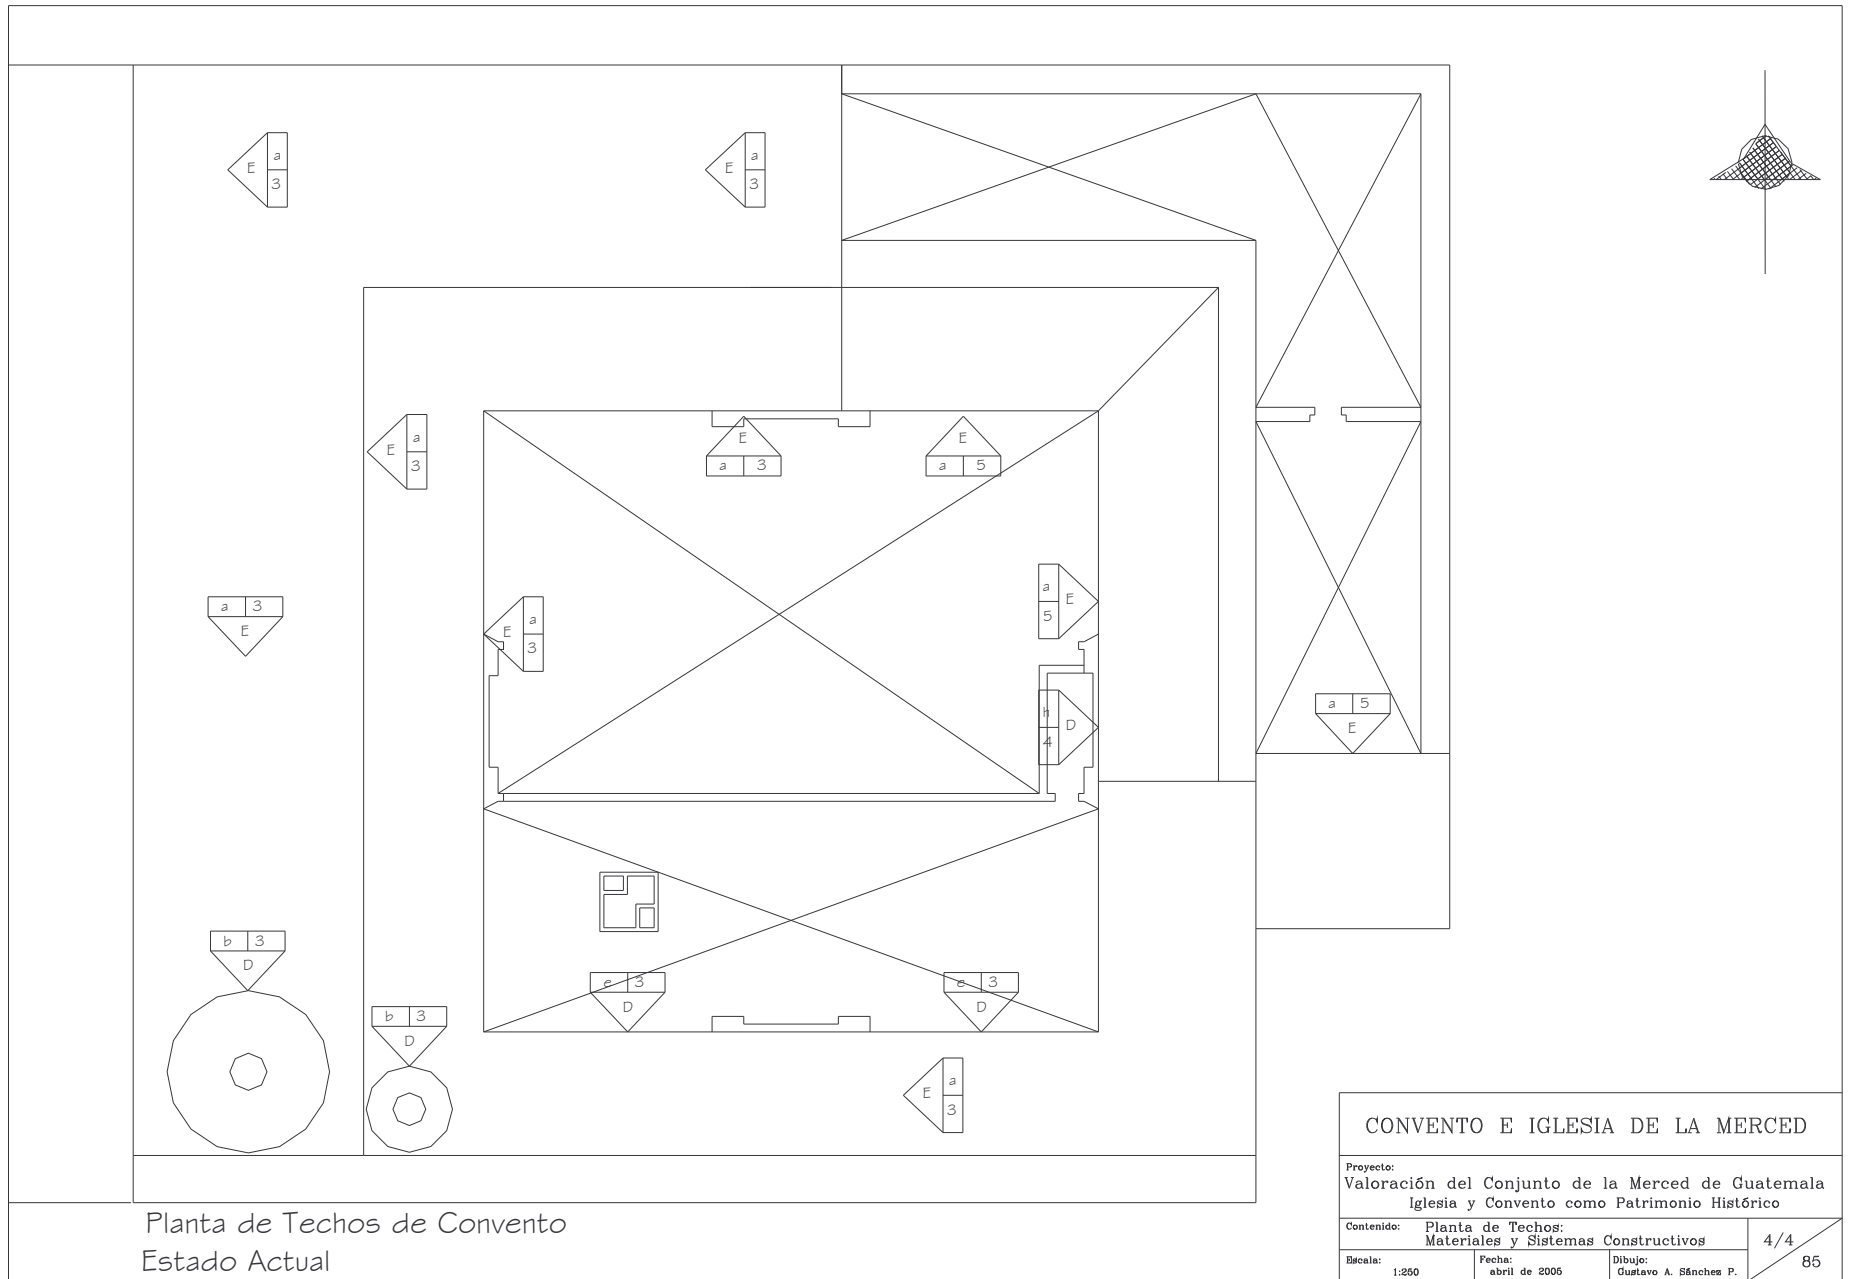 E a 3
E a 3
E a 3
E a 3
E a 5
a 3 E
E a 3
a 5 E
h 4 D
a 5 E
b 3 D
b 3 D
e 3 D
e 3 D
E a 3
Planta de Techos de Convento
Estado Actual
CONVENTO E IGLESIA DE LA MERCED
Proyecto:
Valoración del Conjunto de la Merced de Guatemala
Iglesia y Convento como Patrimonio Histórico
Contenido: Planta de Techos:
Materiales y Sistemas Constructivos
4/4
85
Escala:
1:250
Fecha:
abril de 2005
Dibujo:
Gustavo A. Sánchez P.